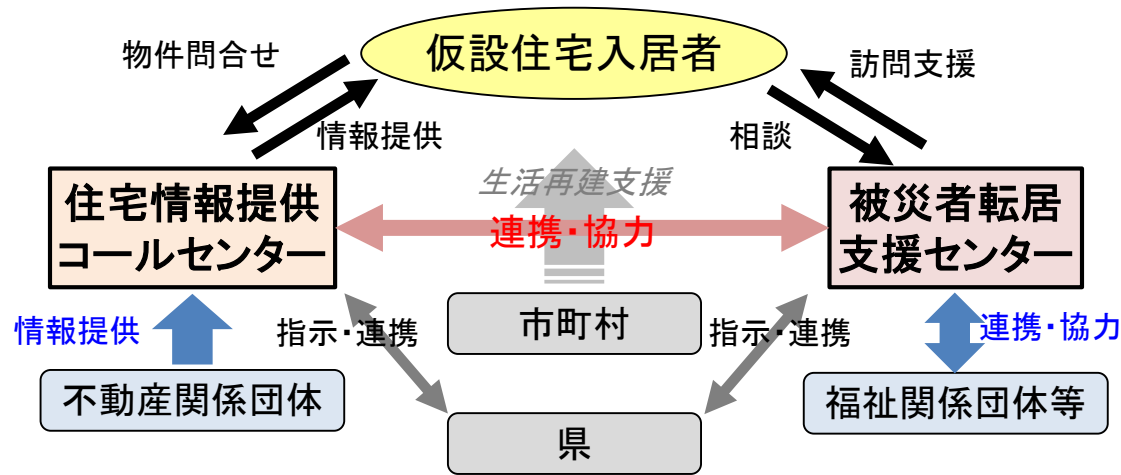 仮設住宅入居者
物件問合せ
訪問支援
情報提供
相談
住宅情報提供
コールセンター
生活再建支援
連携・協力
被災者転居
支援センター
情報提供
指示・連携
市町村
指示・連携
連携・協力
不動産関係団体
県
福祉関係団体等